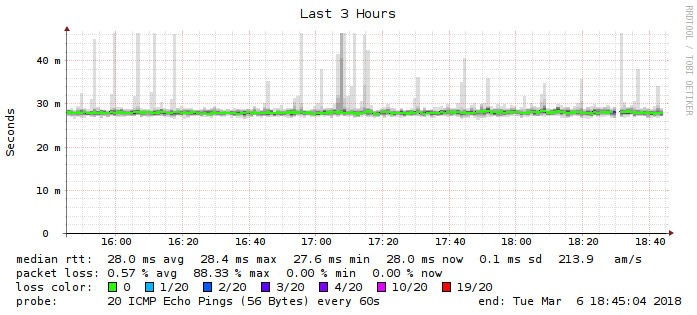 Last 3 Hours
RRDTOOL / TOBI OETIKER
Seconds
40 m
30 m
20 m
10 m
0
16:00 16:20 16:40 17:00 17:20 17:40 18:00 18:20 18:40
median rtt: 28.0 ms avg 28.4 ms max 27.6 ms min 28.0 ms now 0.1 ms sd 213.9 am/s
packet loss: 0.57 % avg 88.33 % max 0.00 % min 0.00 % now
loss color: 0 1/20 2/20 3/20 4/20 10/20 19/20
probe: 20 ICMP Echo Pings (56 Bytes) every 60s end: Tue Mar 6 18:45:04 2018